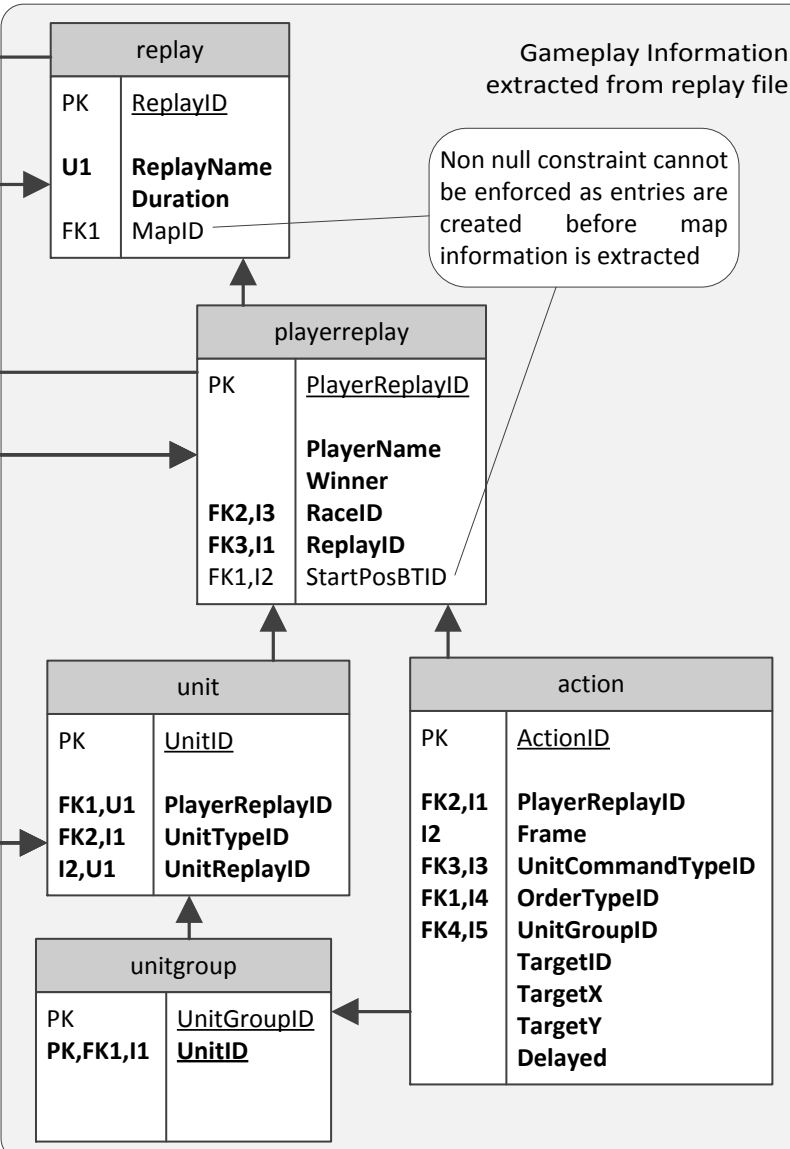 replay
Gameplay Information
extracted from replay file
PK ReplayID
U1 ReplayName
Duration
FK1 MapID
Non null constraint cannot
be enforced as entries are
created before map
information is extracted
playerreplay
PK PlayerReplayID
PlayerName
Winner
FK2,I3 RaceID
FK3,I1 ReplayID
FK1,I2 StartPosBTID
unit
PK UnitID
FK1,U1 PlayerReplayID
FK2,I1 UnitTypeID
I2,U1 UnitReplayID
action
PK ActionID
FK2,I1 PlayerReplayID
I2 Frame
FK3,I3 UnitCommandTypeID
FK1,I4 OrderTypeID
FK4,I5 UnitGroupID
TargetID
TargetX
TargetY
Delayed
unitgroup
PK UnitGroupID
PK,FK1,I1 UnitID